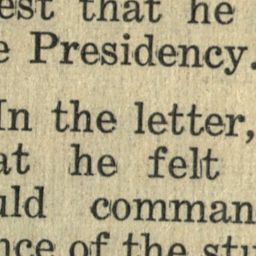 est that he
e Presidency.
In the letter,
at he felt
uld comman
nce of the stu